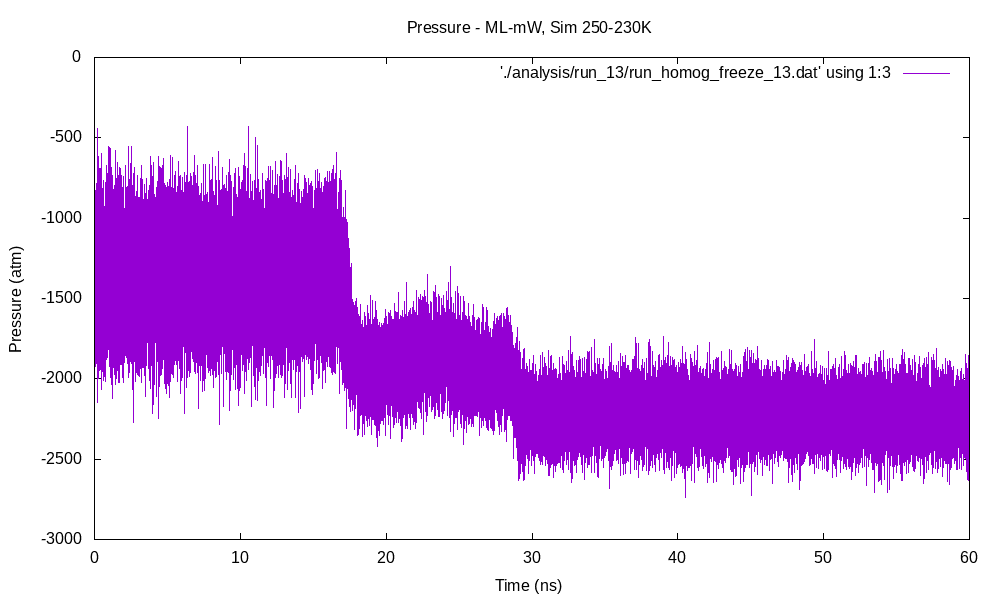 Pressure - ML-mW, Sim 250-230K
'./analysis/run_13/run_homog_freeze_13.dat' using 1:3
0
-500
-1000
-1500
-2000
-2500
-3000
Pressure (atm)
0 10 20 30 40 50 60
Time (ns)